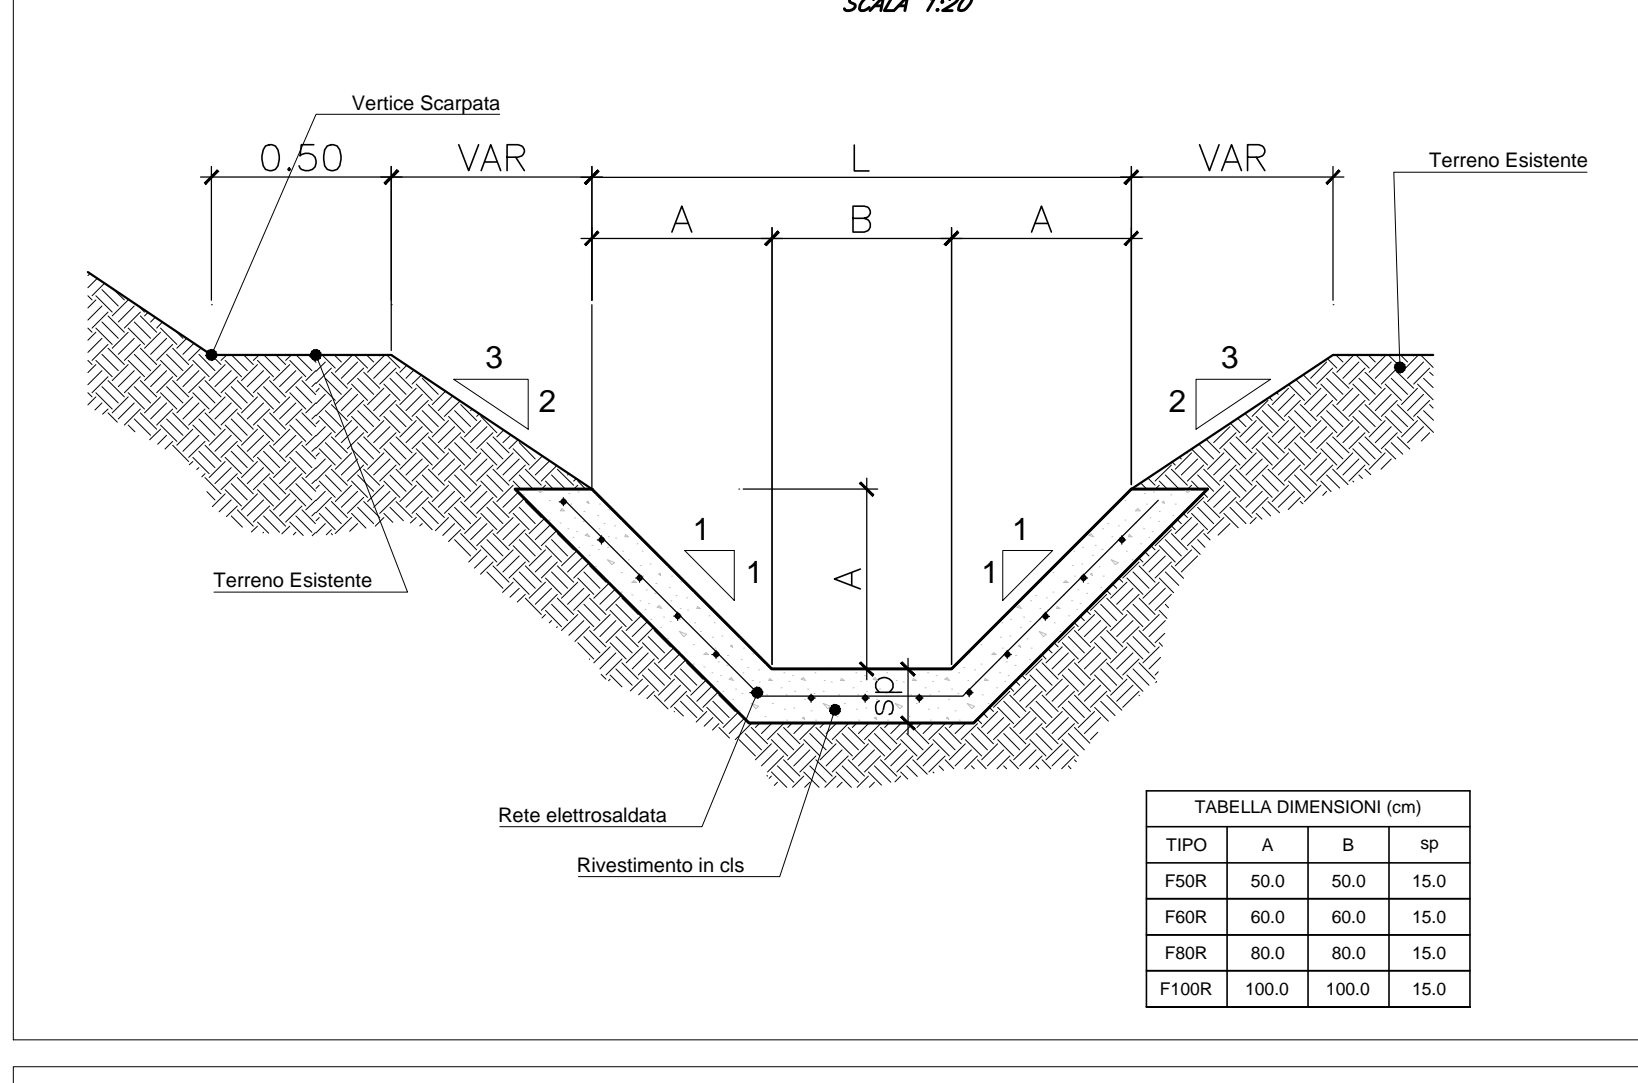 SCALA 1:20
Vertice Scarpata
0.50 VAR L VAR
Terreno Esistente
A B A
3 3
2 2
1 1
1 1
A
Terreno Esistente
sp
Rete elettrosaldata
Rivestimento in cls
TABELLA DIMENSIONI (cm)
TIPO A B sp
F50R 50.0 50.0 15.0
F60R 60.0 60.0 15.0
F80R 80.0 80.0 15.0
F100R 100.0 100.0 15.0